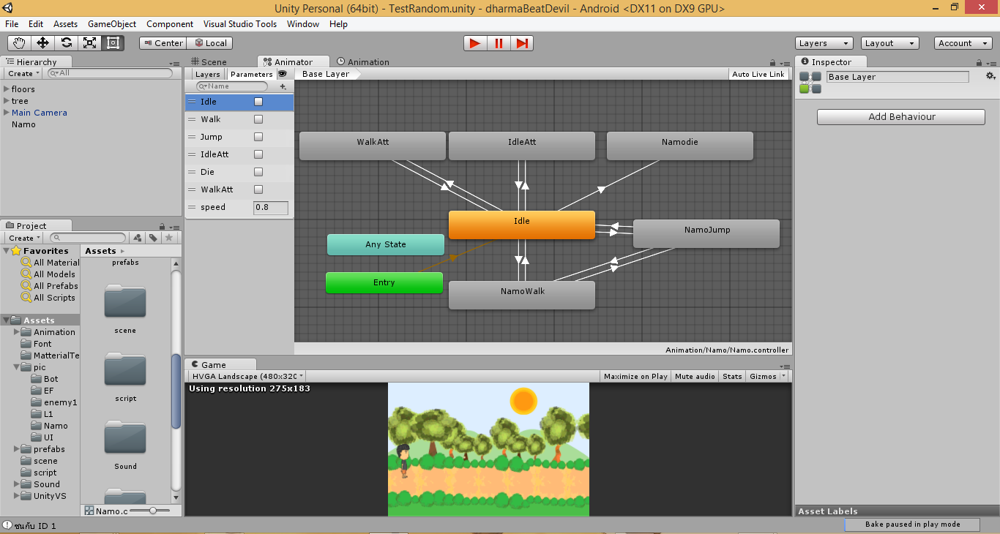 Unity Personal (64bit) - TestRandom.unity - dharmaBeatDevil - Android <DX11 on DX9 GPU>
File Edit Assets GameObject Component Visual Studio Tools Window Help
Center Local Layers Layout Account
Hierarchy
Create All
floors
tree
Main Camera
Namo
Scene Animator Animation
Layers Parameters Base Layer Auto Live Link
Name
Idle
Walk
Jump
IdleAtt
Die
WalkAtt
speed 0.8
WalkAtt IdleAtt Namodie
Idle
NamoJump
Any State
Entry
NamoWalk
Animation/Namo/Namo.controller
Inspector
Base Layer
Add Behaviour
Project
Create
Favorites
All Material
All Models
All Prefabs
All Scripts
Assets
Animation
Font
MatterialTe
pic
Bot
EF
enemy1
L1
Namo
UI
prefabs
scene
script
Sound
UnityVS
Assets
prefabs
scene
script
Sound
Namo.c
Game
HVGA Landscape (480x320 Maximize on Play Mute audio Stats Gizmos
Using resolution 275x183
Asset Labels
ชนกับ ID 1
Bake paused in play mode